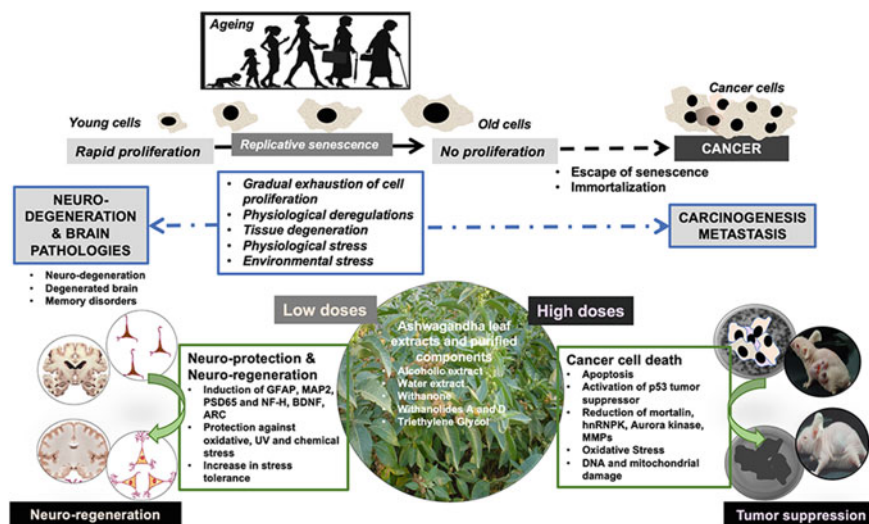 Ageing
Young cells
Old cells
Cancer cells
Rapid proliferation
Replicative senescence
No proliferation
CANCER
• Escape of senescence
• Immortalization
NEURO-
DEGENERATION
& BRAIN
PATHOLOGIES
• Gradual exhaustion of cell
proliferation
• Physiological deregulations
• Tissue degeneration
• Physiological stress
• Environmental stress
CARCINOGENESIS
METASTASIS
• Neuro-degeneration
• Degenerated brain
• Memory disorders
Low doses
High doses
Ashwagandha leaf
extracts and purified
components
• Alcoholic extract
• Water extract
• Withanone
• Withanolides A and D
• Triethylene Glycol
Neuro-protection &
Neuro-regeneration
• Induction of GFAP, MAP2,
PSD65 and NF-H, BDNF,
ARC
• Protection against
oxidative, UV and chemical
stress
• Increase in stress
tolerance
Cancer cell death
• Apoptosis
• Activation of p53 tumor
suppressor
• Reduction of mortalin,
hnRNPK, Aurora kinase,
MMPs
• Oxidative Stress
• DNA and mitochondrial
damage
Neuro-regeneration
Tumor suppression